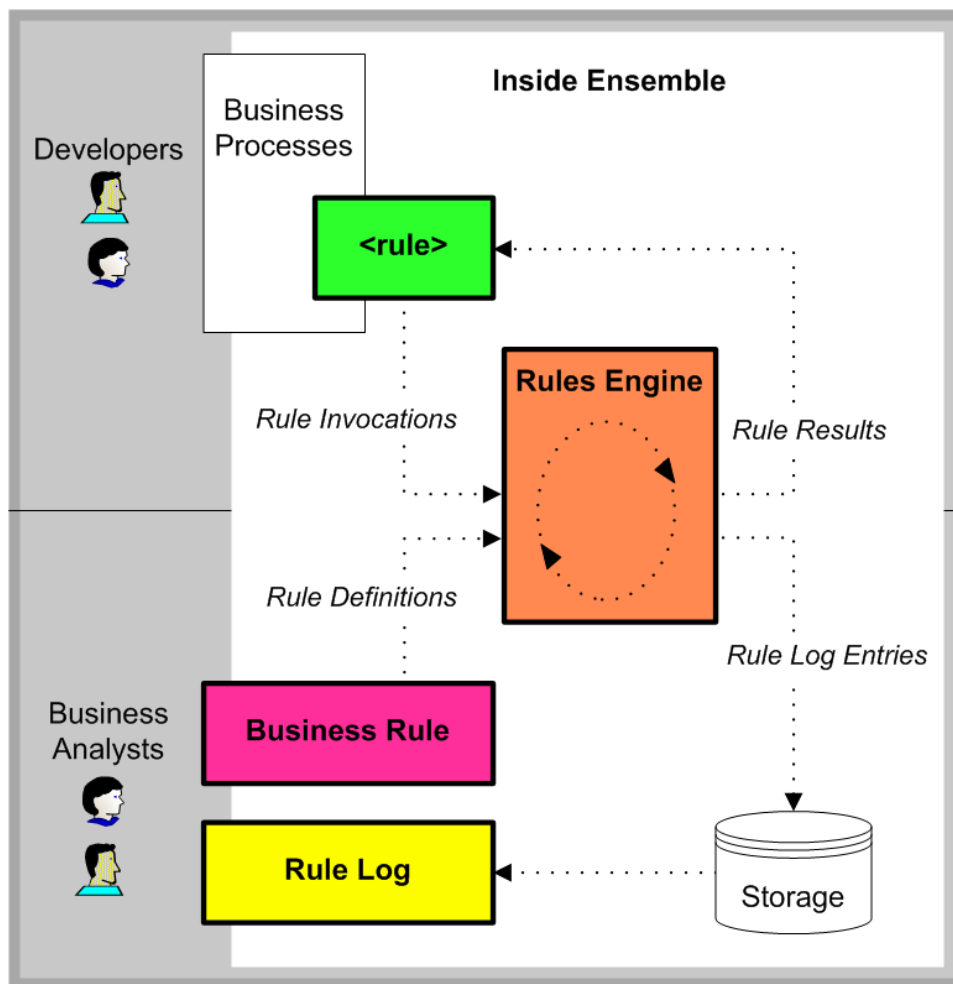 Inside Ensemble
Business
Processes
Developers
<rule>
Rules Engine
Rule Invocations
Rule Results
Rule Definitions
Rule Log Entries
Business
Analysts
Business Rule
Rule Log
Storage